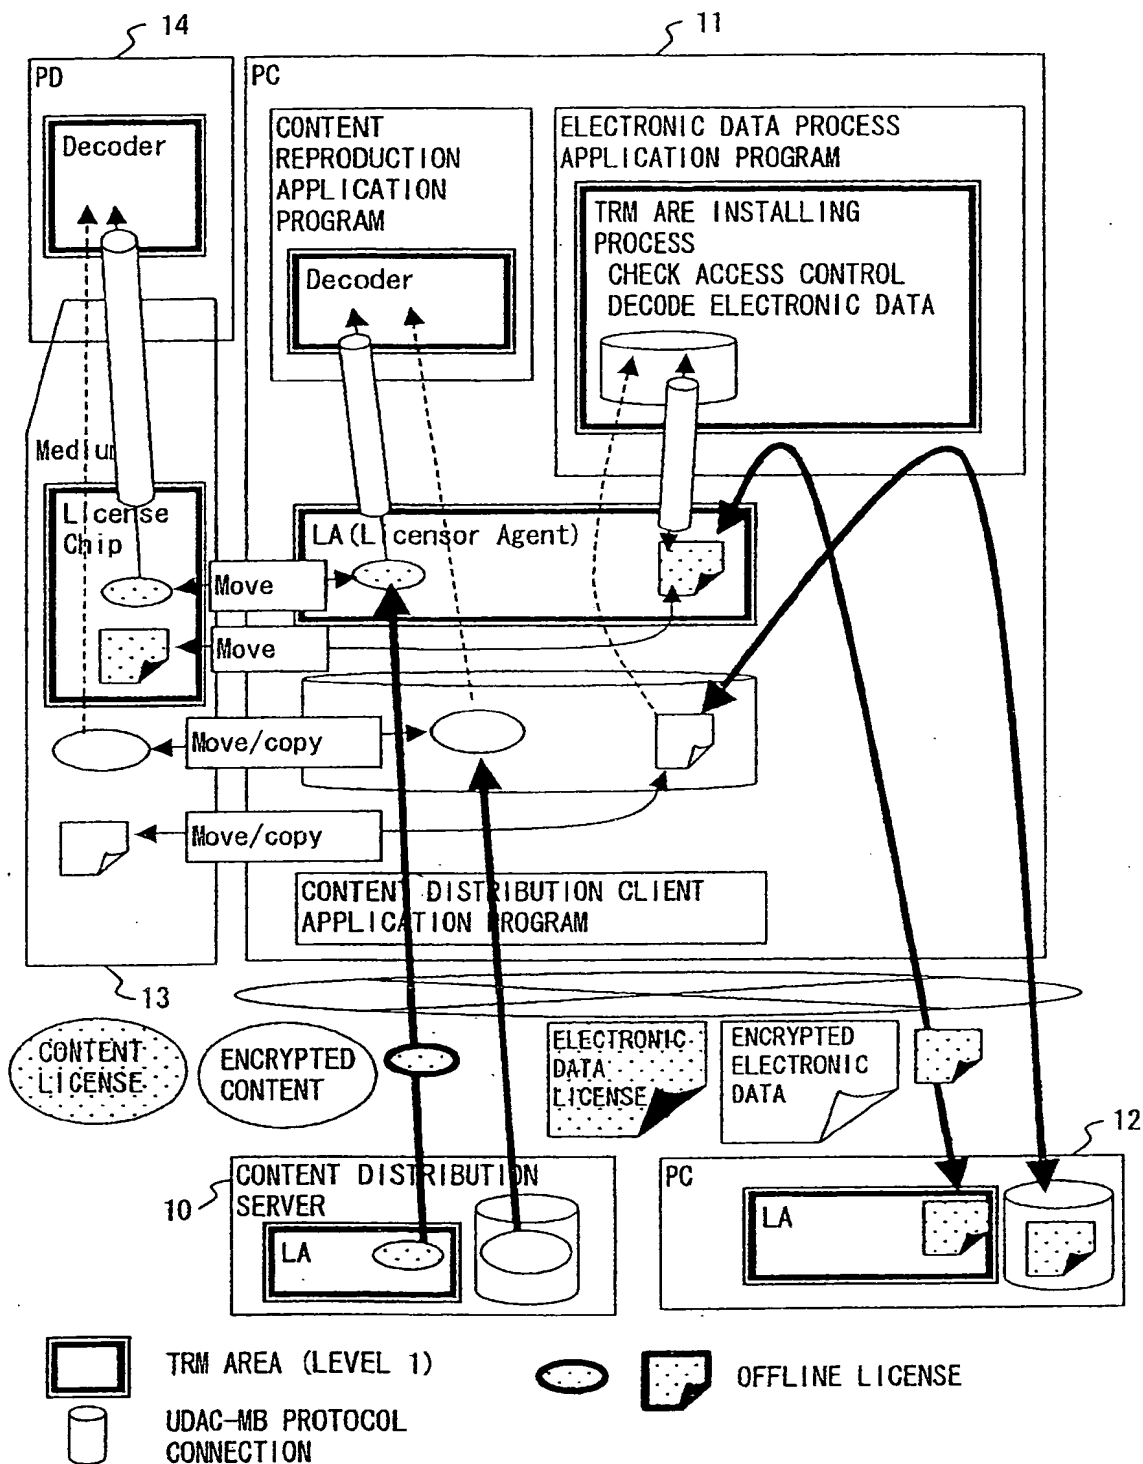 14
11
PD
PC
Decoder
CONTENT
REPRODUCTION
APPLICATION
PROGRAM
Decoder
ELECTRONIC DATA PROCESS
APPLICATION PROGRAM
TRM ARE INSTALLING
PROCESS
CHECK ACCESS CONTROL
DECODE ELECTRONIC DATA
Medium
License
Chip
LA(Licensor Agent)
Move
Move
Move/copy
Move/copy
CONTENT DISTRIBUTION CLIENT
APPLICATION PROGRAM
13
CONTENT
LICENSE
ENCRYPTED
CONTENT
ELECTRONIC
DATA
LICENSE
ENCRYPTED
ELECTRONIC
DATA
12
10
CONTENT DISTRIBUTION
SERVER
LA
PC
LA
TRM AREA (LEVEL 1)
OFFLINE LICENSE
UDAC-MB PROTOCOL
CONNECTION